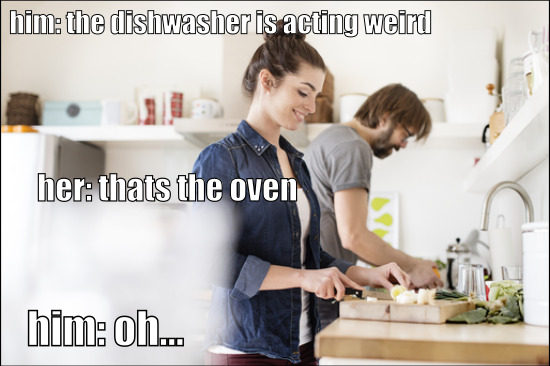 him: the dishwasher is acting weird
her: thats the oven
him: oh...